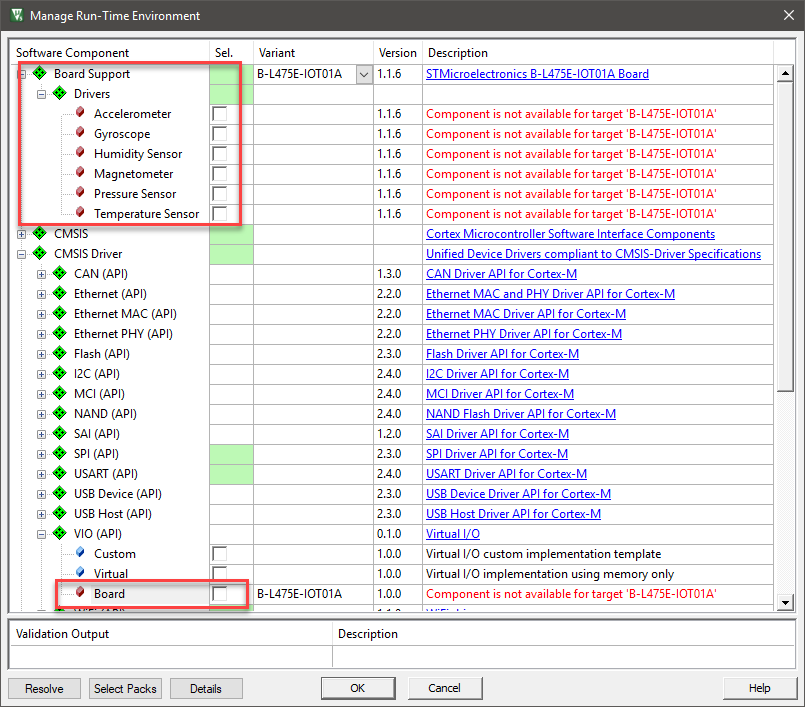 Manage Run-Time Environment
Software Component Sel. Variant Version Description
Board Support B-L475E-IOT01A 1.1.6 STMicroelectronics B-L475E-IOT01A Board
Drivers
Accelerometer 1.1.6 Component is not available for target 'B-L475E-IOT01A'
Gyroscope 1.1.6 Component is not available for target 'B-L475E-IOT01A'
Humidity Sensor 1.1.6 Component is not available for target 'B-L475E-IOT01A'
Magnetometer 1.1.6 Component is not available for target 'B-L475E-IOT01A'
Pressure Sensor 1.1.6 Component is not available for target 'B-L475E-IOT01A'
Temperature Sensor 1.1.6 Component is not available for target 'B-L475E-IOT01A'
CMSIS Cortex Microcontroller Software Interface Components
CMSIS Driver Unified Device Drivers compliant to CMSIS-Driver Specifications
CAN (API) 1.3.0 CAN Driver API for Cortex-M
Ethernet (API) 2.2.0 Ethernet MAC and PHY Driver API for Cortex-M
Ethernet MAC (API) 2.2.0 Ethernet MAC Driver API for Cortex-M
Ethernet PHY (API) 2.2.0 Ethernet PHY Driver API for Cortex-M
Flash (API) 2.3.0 Flash Driver API for Cortex-M
I2C (API) 2.4.0 I2C Driver API for Cortex-M
MCI (API) 2.4.0 MCI Driver API for Cortex-M
NAND (API) 2.4.0 NAND Flash Driver API for Cortex-M
SAI (API) 1.2.0 SAI Driver API for Cortex-M
SPI (API) 2.3.0 SPI Driver API for Cortex-M
USART (API) 2.4.0 USART Driver API for Cortex-M
USB Device (API) 2.3.0 USB Device Driver API for Cortex-M
USB Host (API) 2.3.0 USB Host Driver API for Cortex-M
VIO (API) 0.1.0 Virtual I/O
Custom 1.0.0 Virtual I/O custom implementation template
Virtual 1.0.0 Virtual I/O implementation using memory only
Board B-L475E-IOT01A 1.0.0 Component is not available for target 'B-L475E-IOT01A'
Validation Output Description
Resolve Select Packs Details OK Cancel Help